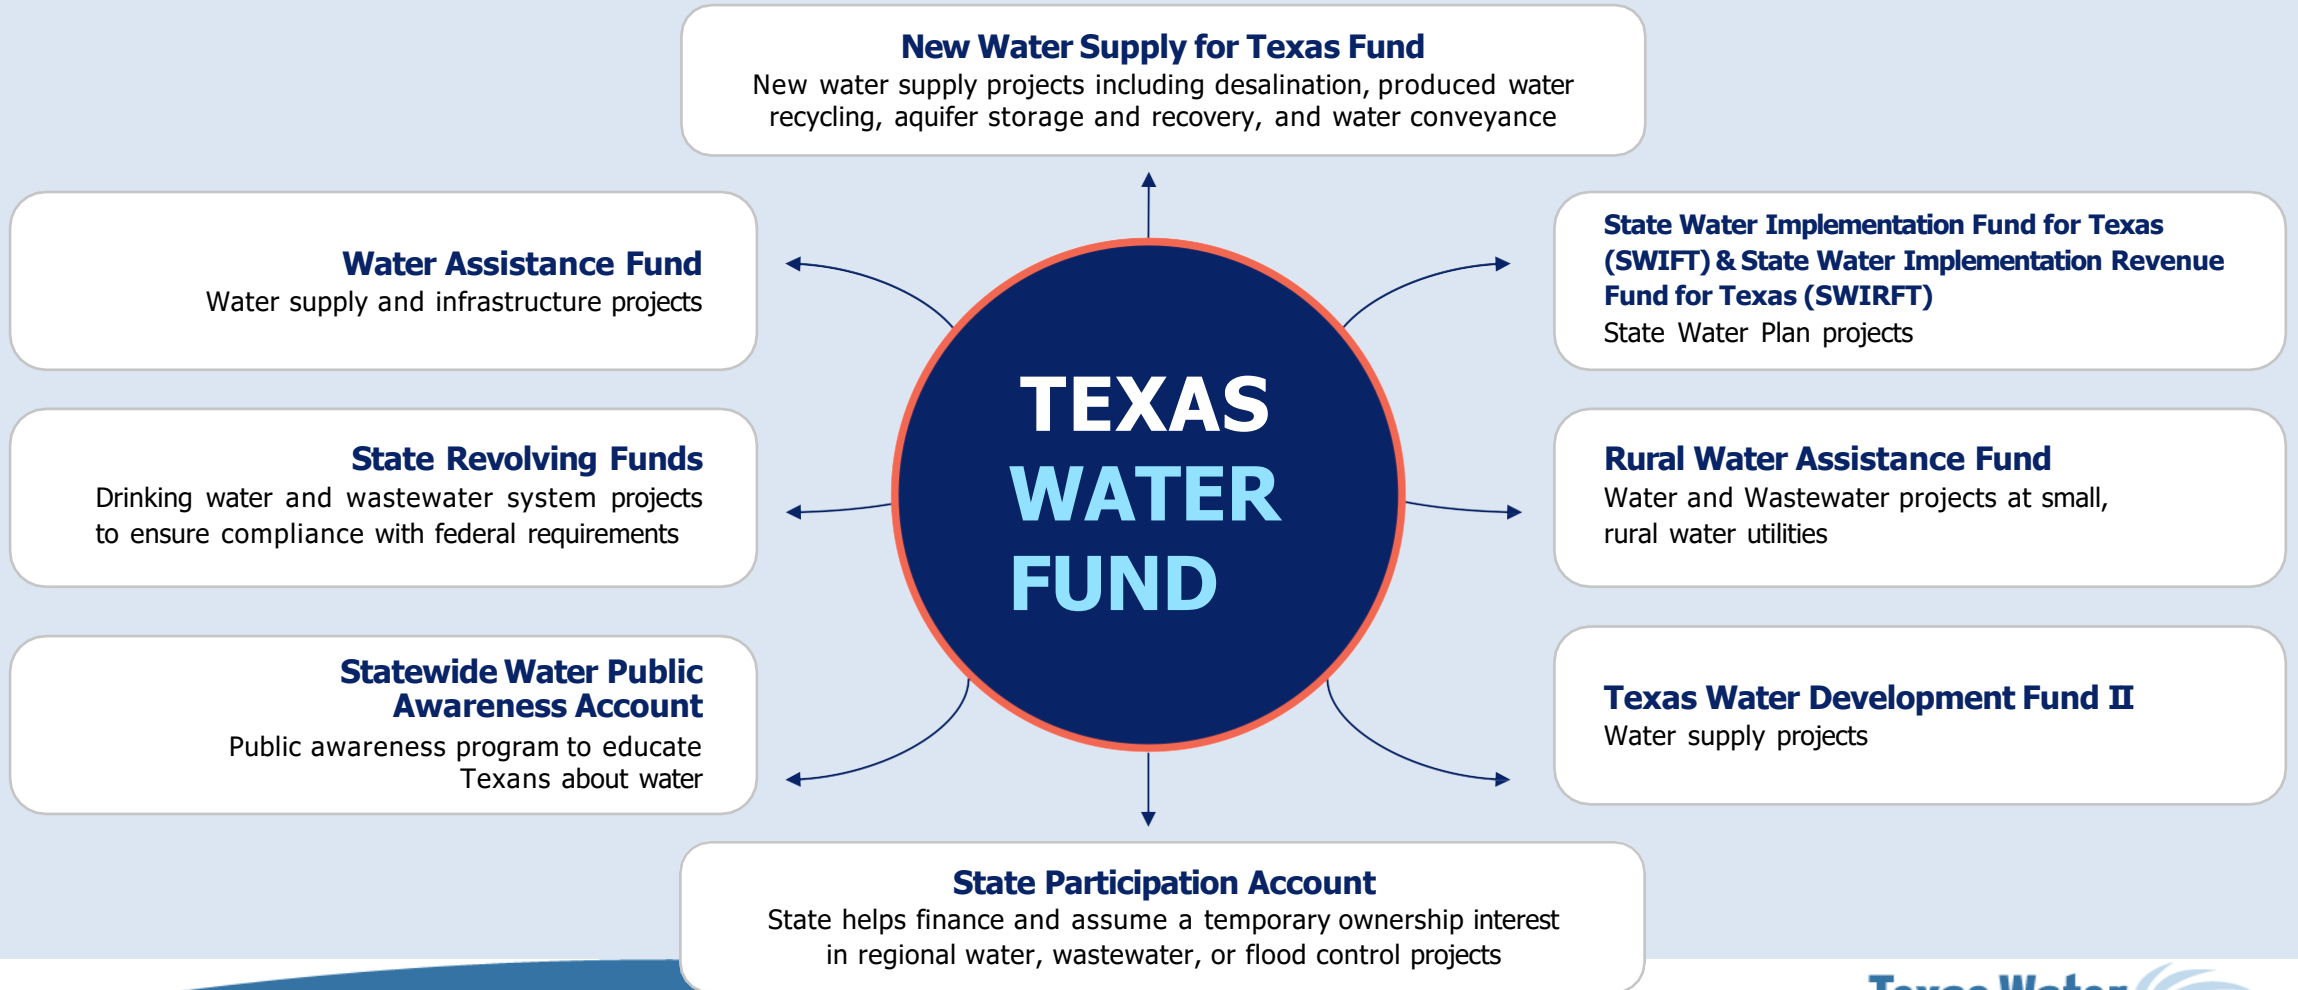 New Water Supply for Texas Fund
New water supply projects including desalination, produced water
recycling, aquifer storage and recovery, and water conveyance
Water Assistance Fund
Water supply and infrastructure projects
State Revolving Funds
Drinking water and wastewater system projects
to ensure compliance with federal requirements
Statewide Water Public
Awareness Account
Public awareness program to educate
Texans about water
TEXAS
WATER
FUND
State Water Implementation Fund for Texas
(SWIFT) & State Water Implementation Revenue
Fund for Texas (SWIRFT)
State Water Plan projects
Rural Water Assistance Fund
Water and Wastewater projects at small,
rural water utilities
Texas Water Development Fund II
Water supply projects
State Participation Account
State helps finance and assume a temporary ownership interest
in regional water, wastewater, or flood control projects
Texas Water